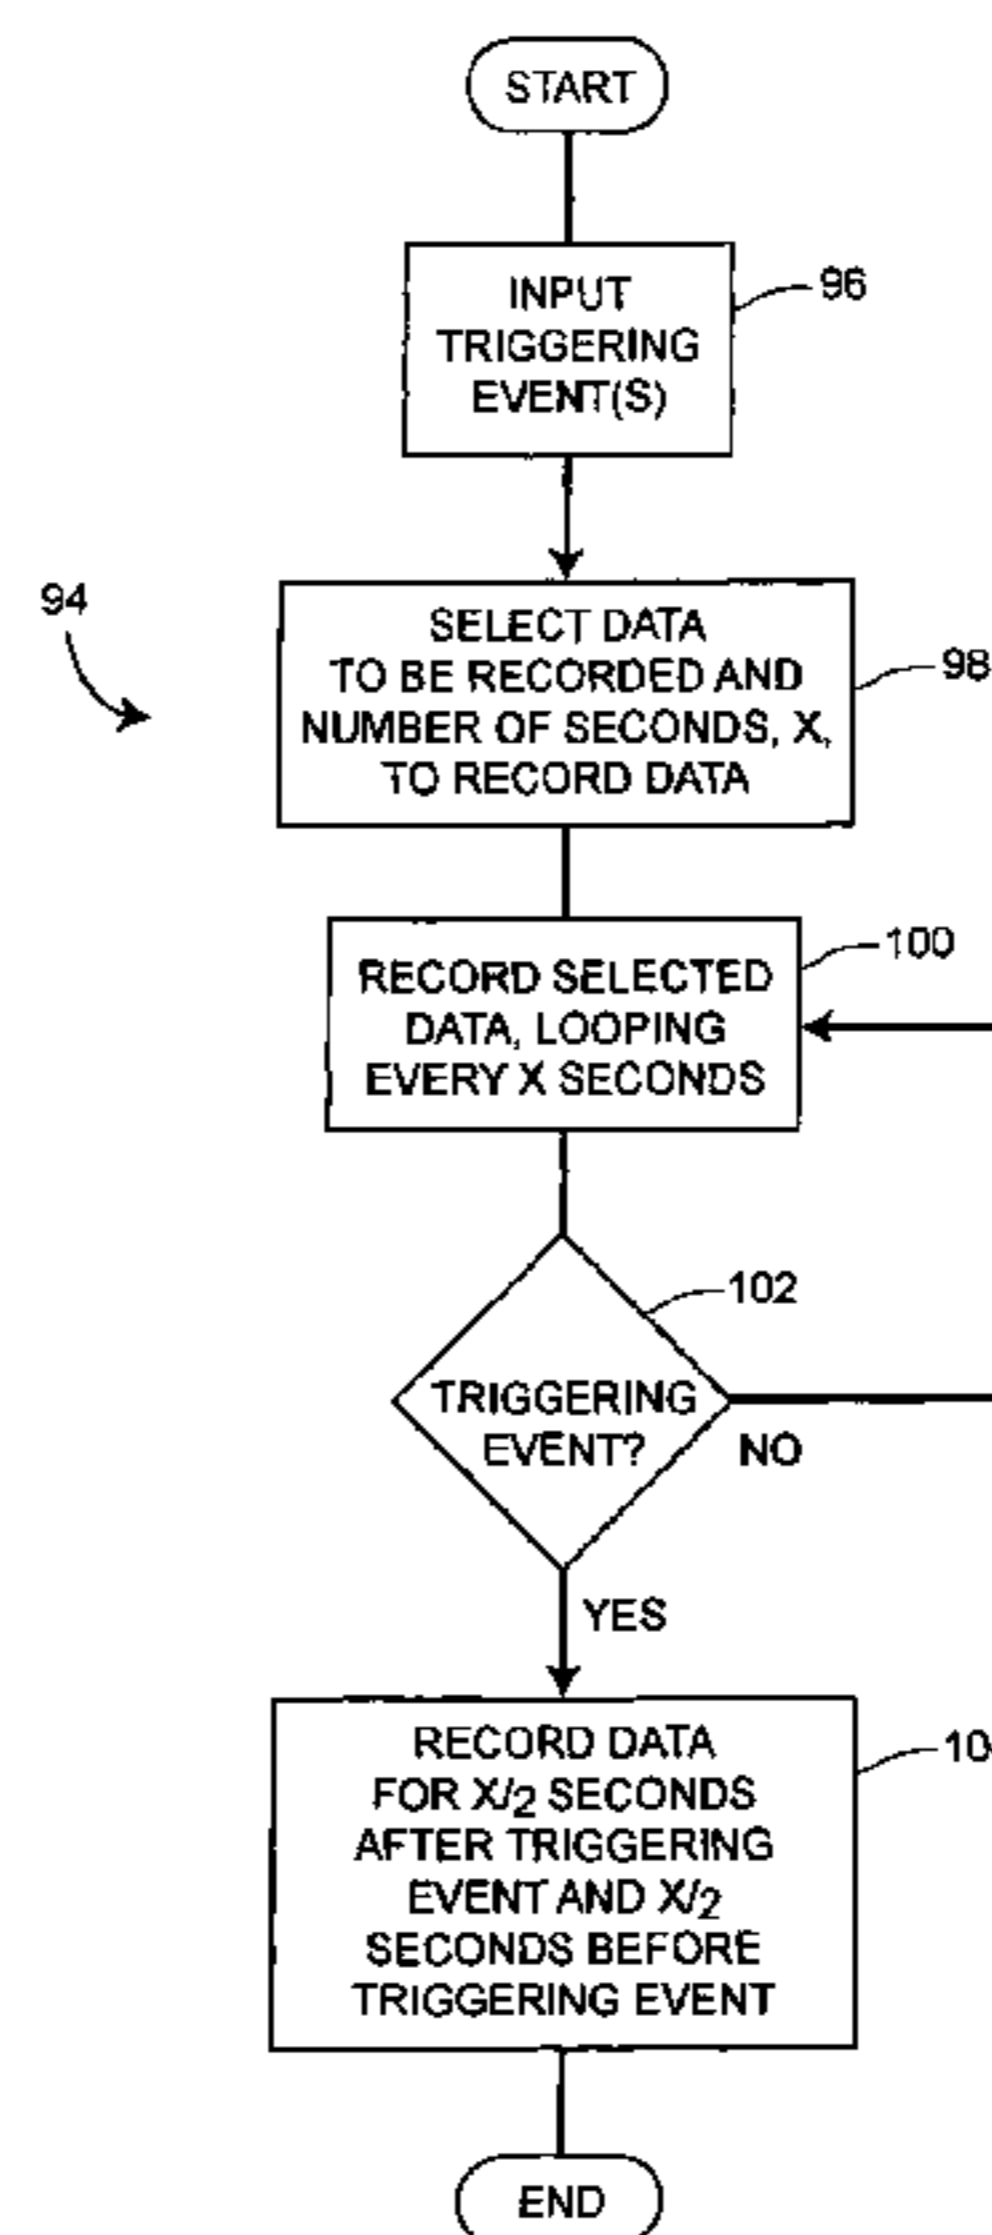 START
INPUT
TRIGGERING
EVENT(S)
96
94
SELECT DATA
TO BE RECORDED AND
NUMBER OF SECONDS, X,
TO RECORD DATA
98
100
RECORD SELECTED
DATA, LOOPING
EVERY X SECONDS
102
TRIGGERING
EVENT?
NO
YES
RECORD DATA
FOR X/2 SECONDS
AFTER TRIGGERING
EVENT AND X/2
SECONDS BEFORE
TRIGGERING EVENT
END